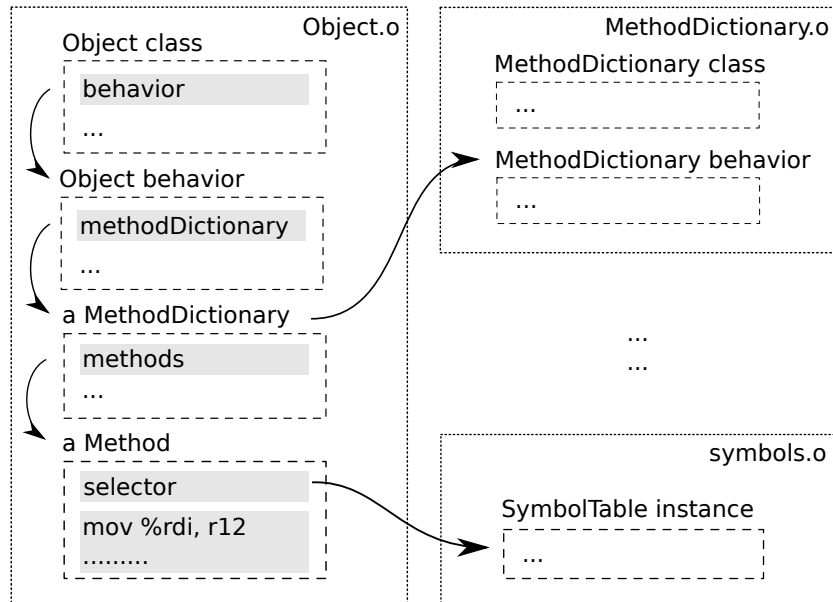 Object.o
Object class
behavior
...
Object behavior
methodDictionary
...
a MethodDictionary
methods
...
a Method
selector
mov %rdi, r12
.........
MethodDictionary.o
MethodDictionary class
...
MethodDictionary behavior
...
...
...
symbols.o
SymbolTable instance
...